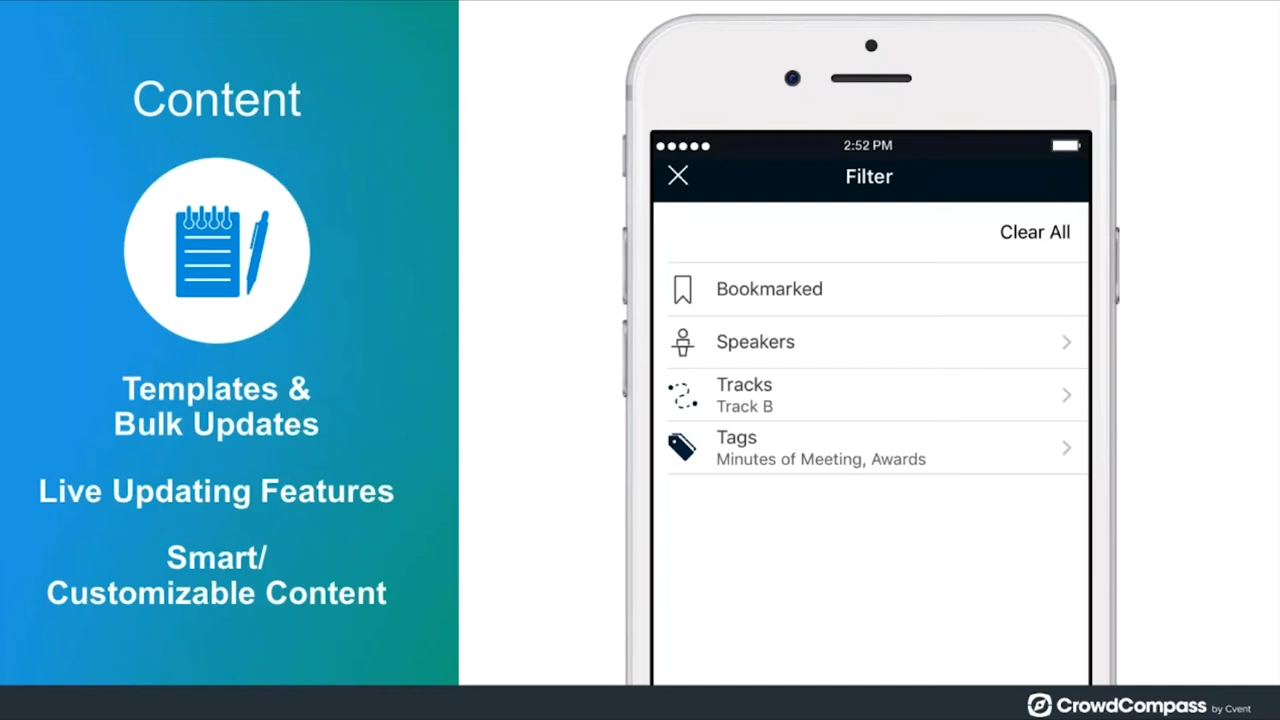 Content
Templates &
Bulk Updates
Live Updating Features
Smart/
Customizable Content
2:52 PM
Filter
Clear All
Bookmarked
Speakers
Tracks
Track B
Tags
Minutes of Meeting, Awards
CrowdCompass by Cvent